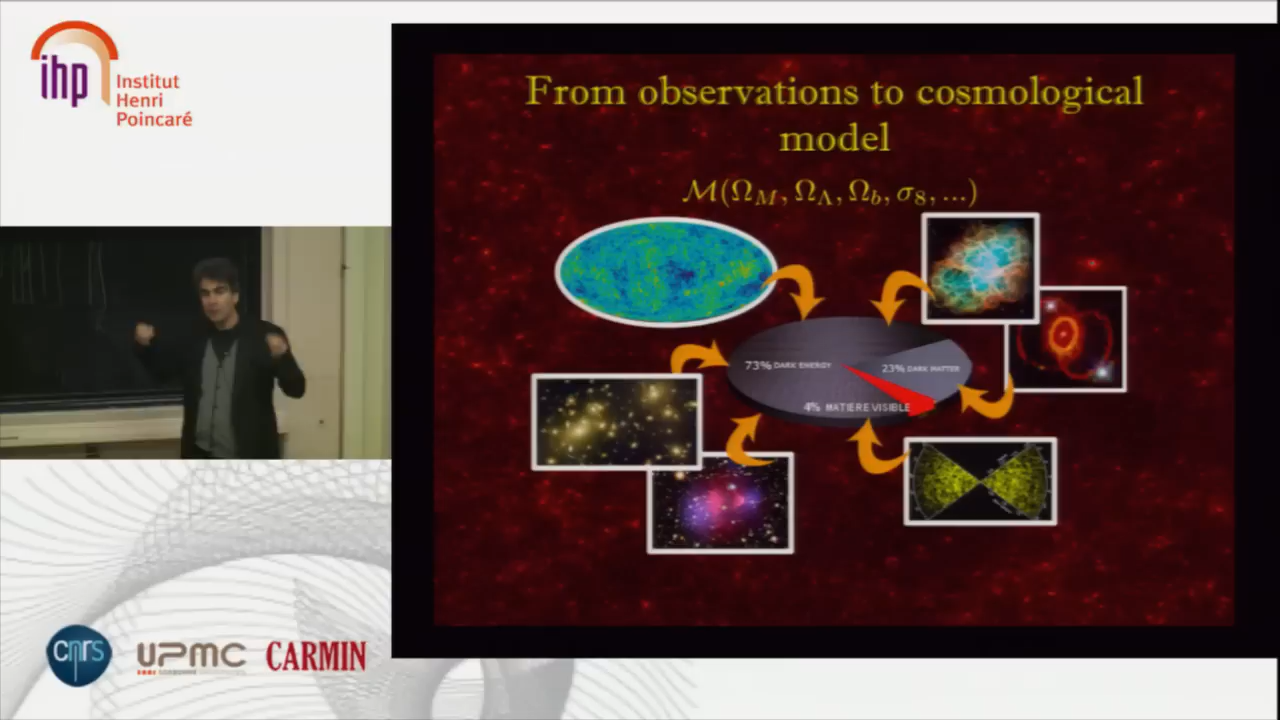 ihp
Institut
Henri
Poincaré
From observations to cosmological
model
M(Ω_M, Ω_Λ, Ω_b, σ_8, ...)
73% DARK ENERGY
23% DARK MATTER
4% MATIERE VISIBLE
cnrs
UPMC
CARMIN